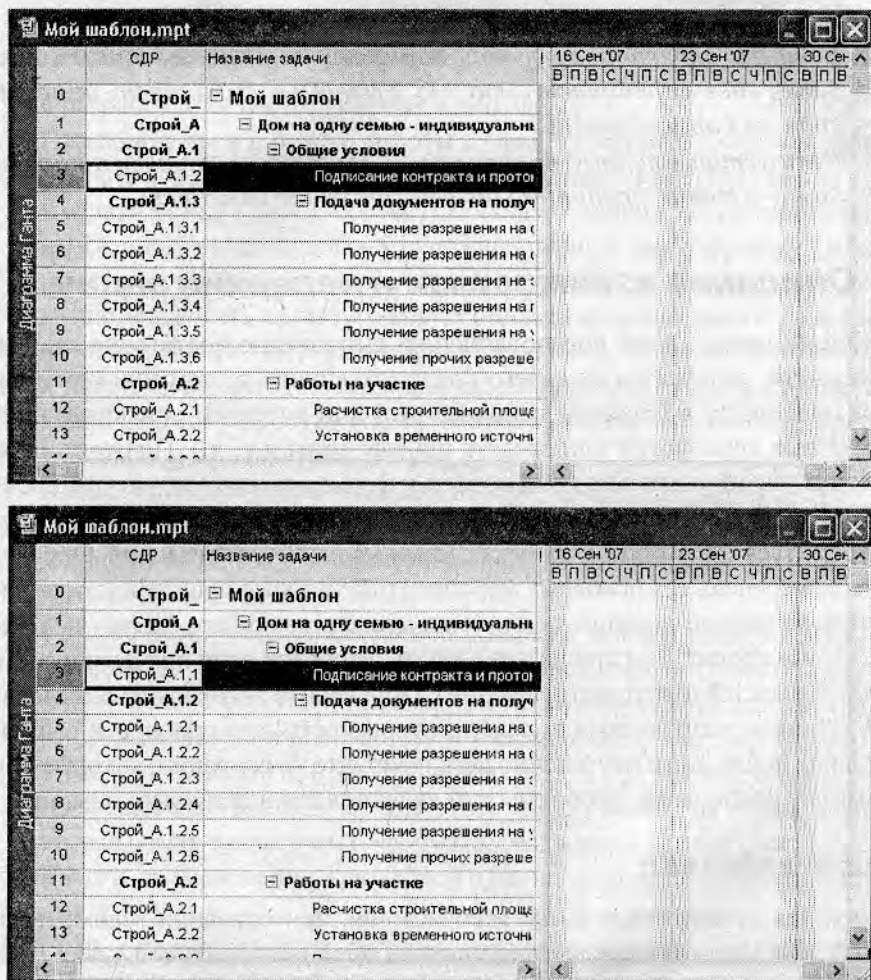 Мой шаблон.mpt
СДР Название задачи 16 Сен '07 23 Сен '07 30 Сен
В П В С Ч П С В П В С Ч П С В П В
0 Строй_ Мой шаблон
1 Строй_А Дом на одну семью - индивидуальн
2 Строй_А.1 Общие условия
3 Строй_А.1.2 Подписание контракта и прото
4 Строй_А.1.3 Подача документов на получ
5 Строй_А.1.3.1 Получение разрешения на
6 Строй_А.1.3.2 Получение разрешения на
7 Строй_А.1.3.3 Получение разрешения на
8 Строй_А.1.3.4 Получение разрешения на
9 Строй_А.1.3.5 Получение разрешения на
10 Строй_А.1.3.6 Получение прочих разреше
11 Строй_А.2 Работы на участке
12 Строй_А.2.1 Расчистка строительной площа
13 Строй_А.2.2 Установка временного источн
Диаграмма Ганта
Мой шаблон.mpt
СДР Название задачи 16 Сен '07 23 Сен '07 30 Сен
В П В С Ч П С В П В С Ч П С В П В
0 Строй_ Мой шаблон
1 Строй_А Дом на одну семью - индивидуальн
2 Строй_А.1 Общие условия
3 Строй_А.1.1 Подписание контракта и прото
4 Строй_А.1.2 Подача документов на получ
5 Строй_А.1.2.1 Получение разрешения на
6 Строй_А.1.2.2 Получение разрешения на
7 Строй_А.1.2.3 Получение разрешения на
8 Строй_А.1.2.4 Получение разрешения на
9 Строй_А.1.2.5 Получение разрешения на
10 Строй_А.1.2.6 Получение прочих разреше
11 Строй_А.2 Работы на участке
12 Строй_А.2.1 Расчистка строительной площа
13 Строй_А.2.2 Установка временного источн
Диаграмма Ганта